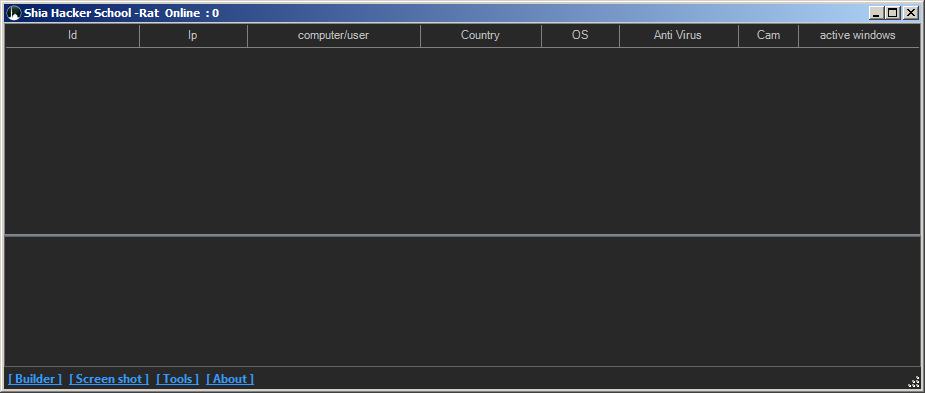 Shia Hacker School -Rat Online : 0
Id Ip computer/user Country OS Anti Virus Cam active windows
[ Builder ] [ Screen shot ] [ Tools ] [ About ]